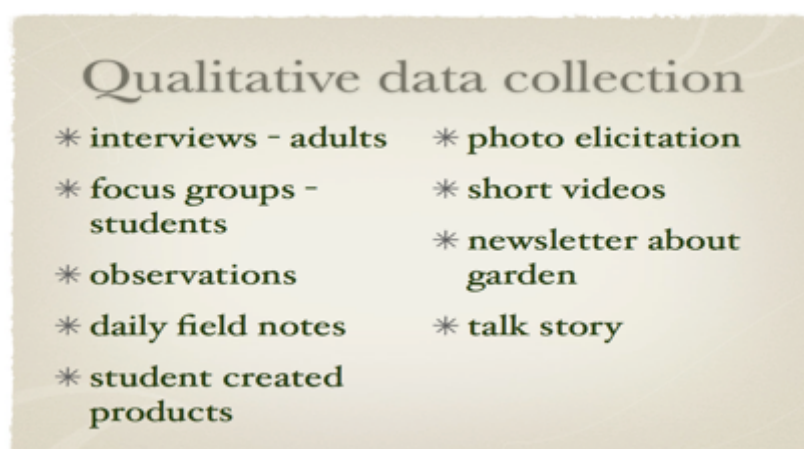 Qualitative data collection
✳ interviews - adults
✳ focus groups -
students
✳ observations
✳ daily field notes
✳ student created
products
✳ photo elicitation
✳ short videos
✳ newsletter about
garden
✳ talk story